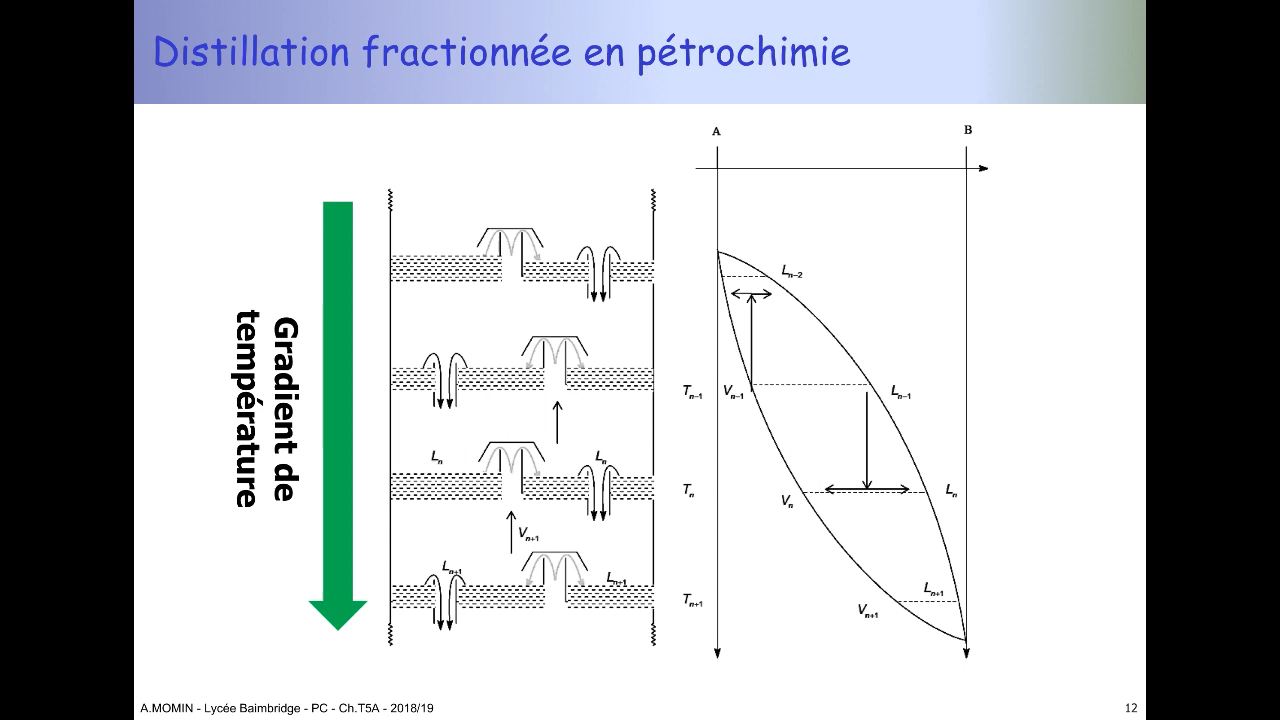 Distillation fractionnée en pétrochimie
Gradient de
température
L_n
L_n
V_{n+1}
L_{n+1}
L_{n+1}
A
B
L_{n-2}
T_{n-1}
V_{n-1}
L_{n-1}
T_n
V_n
L_n
T_{n+1}
V_{n+1}
L_{n+1}
A.MOMIN - Lycée Baimbridge - PC - Ch.T5A - 2018/19
12